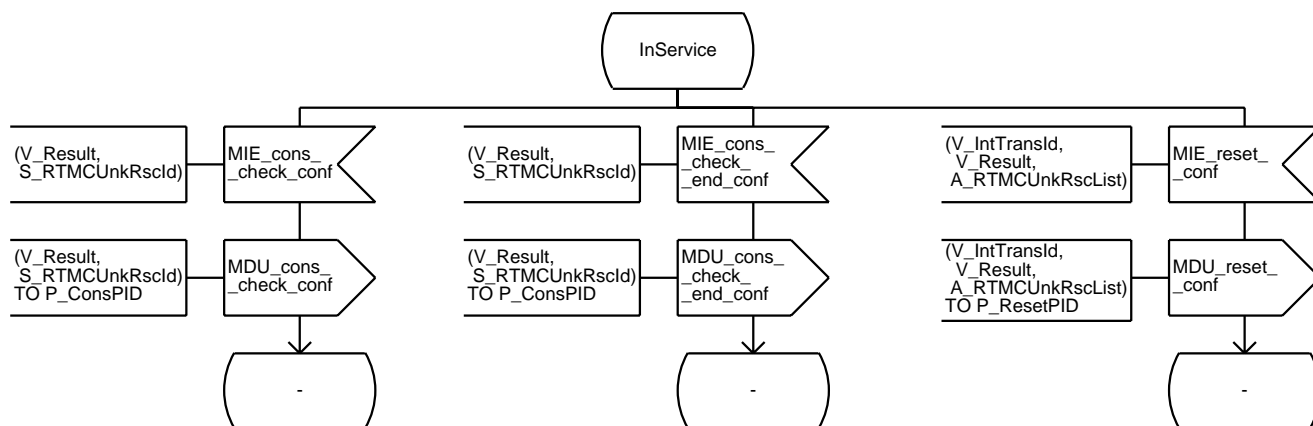 InService
(V_Result,
S_RTMCUnkRscId)
MIE_cons_
_check_conf
(V_Result,
S_RTMCUnkRscId)
MIE_cons_
_check_
_end_conf
(V_IntTransId,
V_Result,
A_RTMCUnkRscList)
MIE_reset_
_conf
(V_Result,
S_RTMCUnkRscId)
TO P_ConsPID
MDU_cons_
_check_conf
(V_Result,
S_RTMCUnkRscId)
TO P_ConsPID
MDU_cons_
_check_
_end_conf
(V_IntTransId,
V_Result,
A_RTMCUnkRscList)
TO P_ResetPID
MDU_reset_
_conf
-
-
-